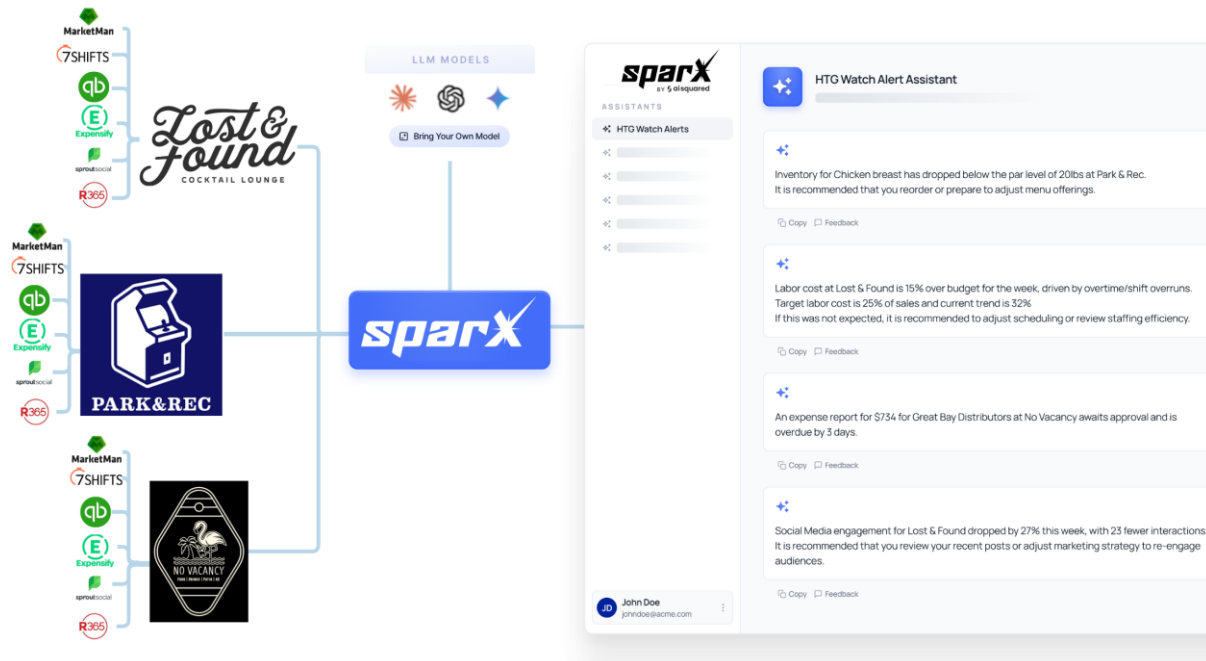 MarketMan
7SHIFTS
qb
E
Expensify
sproutsocial
R365
Lost &
Found
COCKTAIL LOUNGE
MarketMan
7SHIFTS
qb
E
Expensify
sproutsocial
R365
PARK&REC
MarketMan
7SHIFTS
qb
E
Expensify
sproutsocial
R365
NO VACANCY
LLM MODELS
Bring Your Own Model
sparX
sparX
BY aisquared
ASSISTANTS
HTG Watch Alerts
JD
John Doe
johndoe@acme.com
HTG Watch Alert Assistant
Inventory for Chicken breast has dropped below the par level of 20lbs at Park & Rec.
It is recommended that you reorder or prepare to adjust menu offerings.
Copy Feedback
Labor cost at Lost & Found is 15% over budget for the week, driven by overtime/shift overruns.
Target labor cost is 25% of sales and current trend is 32%
If this was not expected, it is recommended to adjust scheduling or review staffing efficiency.
Copy Feedback
An expense report for $734 for Great Bay Distributors at No Vacancy awaits approval and is
overdue by 3 days.
Copy Feedback
Social Media engagement for Lost & Found dropped by 27% this week, with 23 fewer interactions
It is recommended that you review your recent posts or adjust marketing strategy to re-engage
audiences.
Copy Feedback